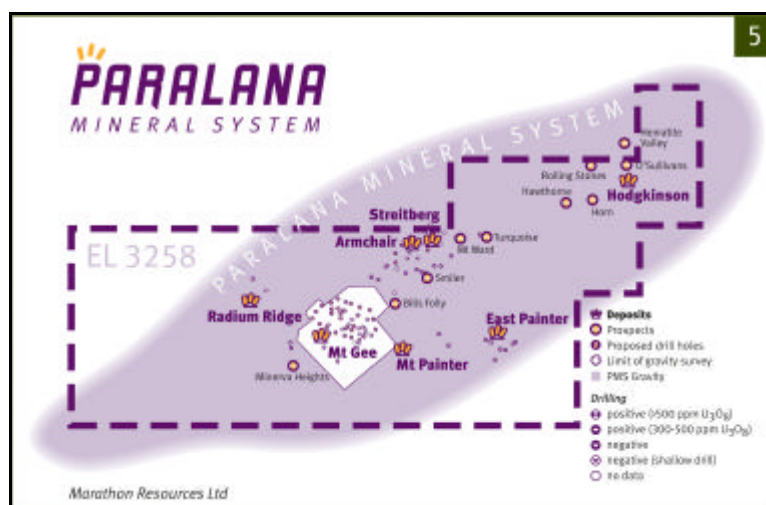 5
PARALANA
MINERAL SYSTEM
PARALANA MINERAL SYSTEM
Hematite
Valley
O'Sullivans
Rolling Stones
Hodgkinson
Hawthorne
Horn
Streitberg
Armchair
Turquoise
Mt Ward
EL 3258
Smiler
Bills Folly
Radium Ridge
East Painter
Mt Gee
Mt Painter
Minerva Heights
Deposits
Prospects
Proposed drill holes
Limit of gravity survey
PMS Gravity
Drilling
positive (>500 ppm U₃O₈)
positive (300-500 ppm U₃O₈)
negative
negative (shallow drill)
no data
Marathon Resources Ltd